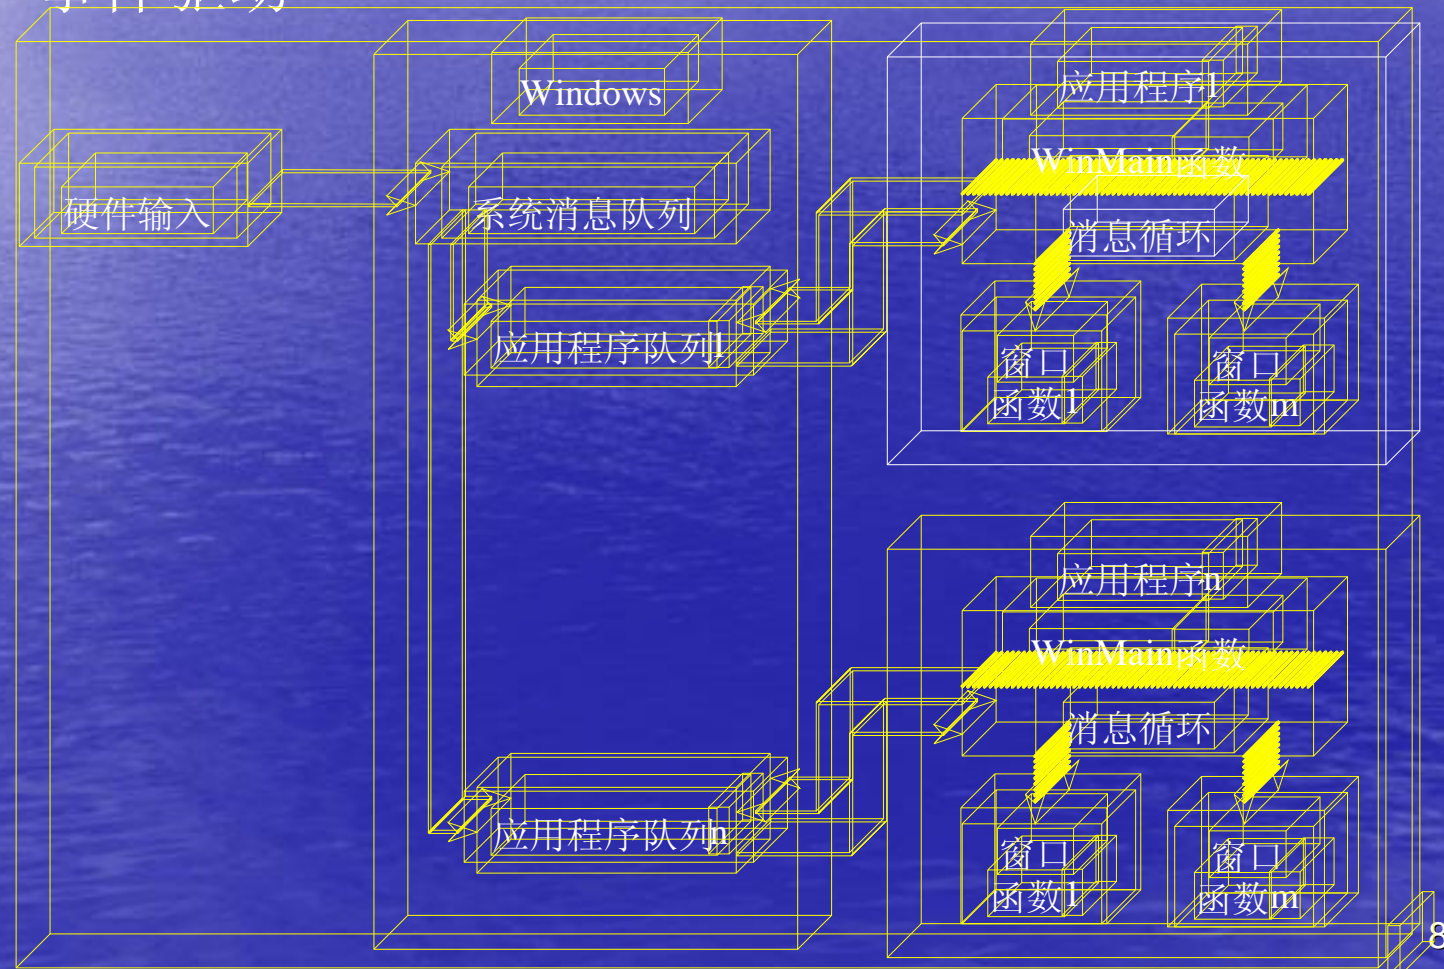 事件驱动
Windows
硬件输入
系统消息队列
应用程序队列1
应用程序队列n
应用程序1
WinMain函数
消息循环
窗口
函数1
窗口
函数m
应用程序n
WinMain函数
消息循环
窗口
函数1
窗口
函数m
8